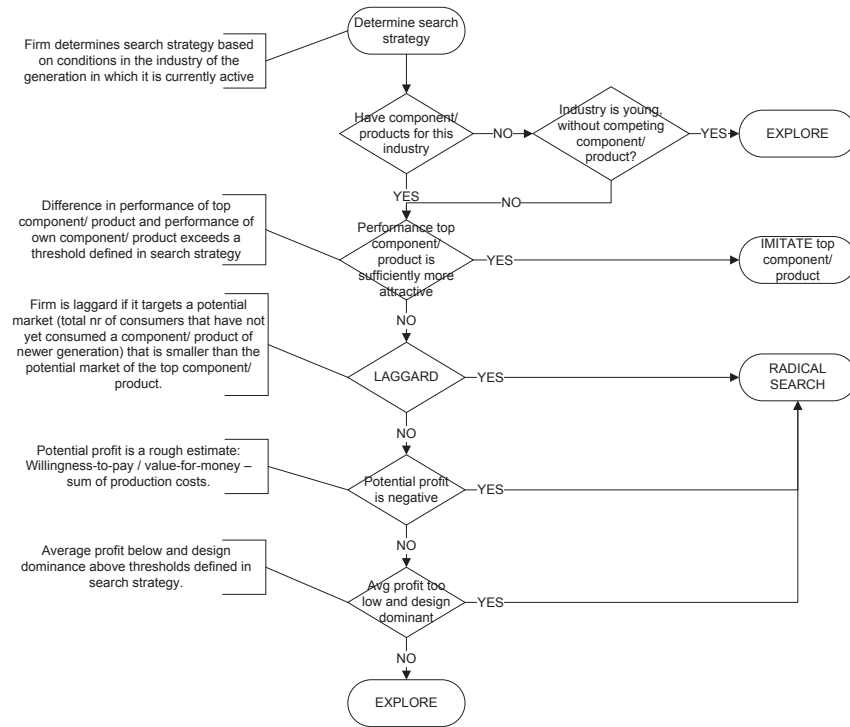 Determine search
strategy
Firm determines search strategy based
on conditions in the industry of the
generation in which it is currently active
Have component/
products for this
industry
NO
Industry is young,
without competing
component/
product?
YES
EXPLORE
YES
NO
Difference in performance of top
component/ product and performance of
own component/ product exceeds a
threshold defined in search strategy
Performance top
component/
product is
sufficiently more
attractive
YES
IMITATE top
component/
product
NO
Firm is laggard if it targets a potential
market (total nr of consumers that have not
yet consumed a component/ product of
newer generation) that is smaller than the
potential market of the top component/
product.
LAGGARD
YES
RADICAL
SEARCH
NO
Potential profit is a rough estimate:
Willingness-to-pay / value-for-money –
sum of production costs.
Potential profit
is negative
YES
NO
Average profit below and design
dominance above thresholds defined in
search strategy.
Avg profit too
low and design
dominant
YES
NO
EXPLORE